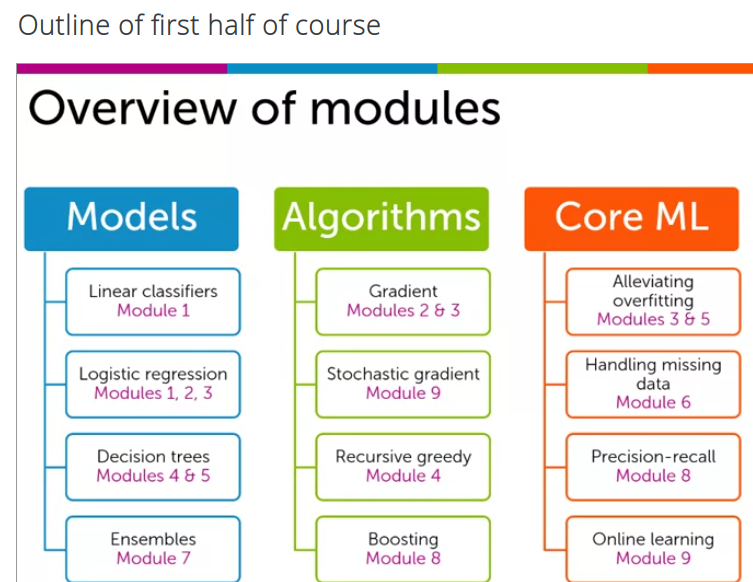 Outline of first half of course
Overview of modules
Models
Linear classifiers
Module 1
Logistic regression
Modules 1, 2, 3
Decision trees
Modules 4 & 5
Ensembles
Module 7
Algorithms
Gradient
Modules 2 & 3
Stochastic gradient
Module 9
Recursive greedy
Module 4
Boosting
Module 8
Core ML
Alleviating
overfitting
Modules 3 & 5
Handling missing
data
Module 6
Precision-recall
Module 8
Online learning
Module 9